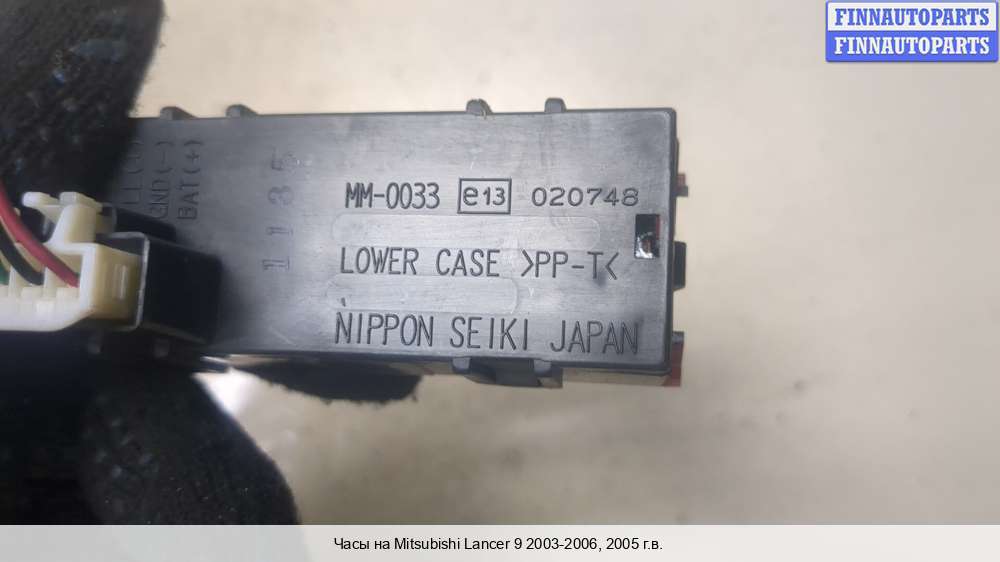 FINNAUTOPARTS
FINNAUTOPARTS
GND(-)
BAT(+)
1135
MM-0033 e13 020748
LOWER CASE >PP-T<
NIPPON SEIKI JAPAN
Часы на Mitsubishi Lancer 9 2003-2006, 2005 г.в.